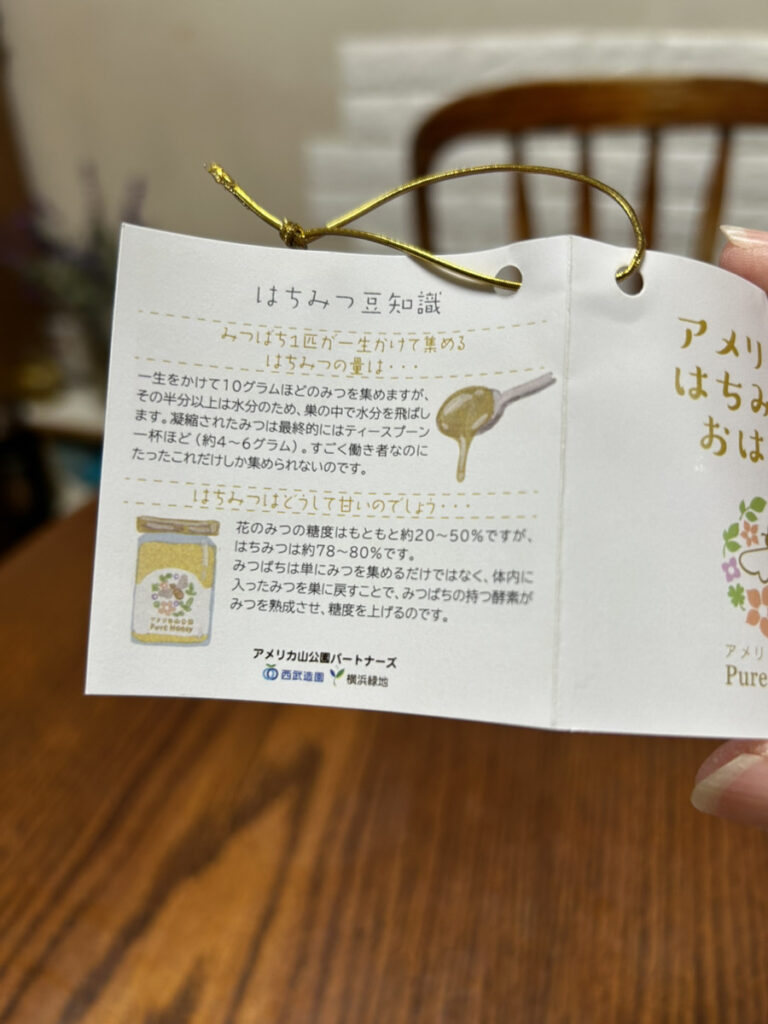 はちみつ豆知識
みつばち1匹が一生かけて集める
はちみつの量は・・・
一生をかけて10グラムほどのみつを集めますが、
その半分以上は水分のため、巣の中で水分を飛ばし
ます。凝縮されたみつは最終的にはティースプーン
一杯ほど（約4～6グラム）。すごく働き者なのに
たったこれだけしか集められないのです。
はちみつはどうして甘いのでしょう・・・
花のみつの糖度はもともと約20～50%ですが、
はちみつは約78～80%です。
みつばちは単にみつを集めるだけではなく、体内に
入ったみつを巣に戻すことで、みつばちの持つ酵素が
みつを熟成させ、糖度を上げるのです。
アメリカ山公園
Pure Honey
アメリカ山公園パートナーズ
西武造園 横浜緑地
アメリ
はちみ
おは
アメリ
Pure